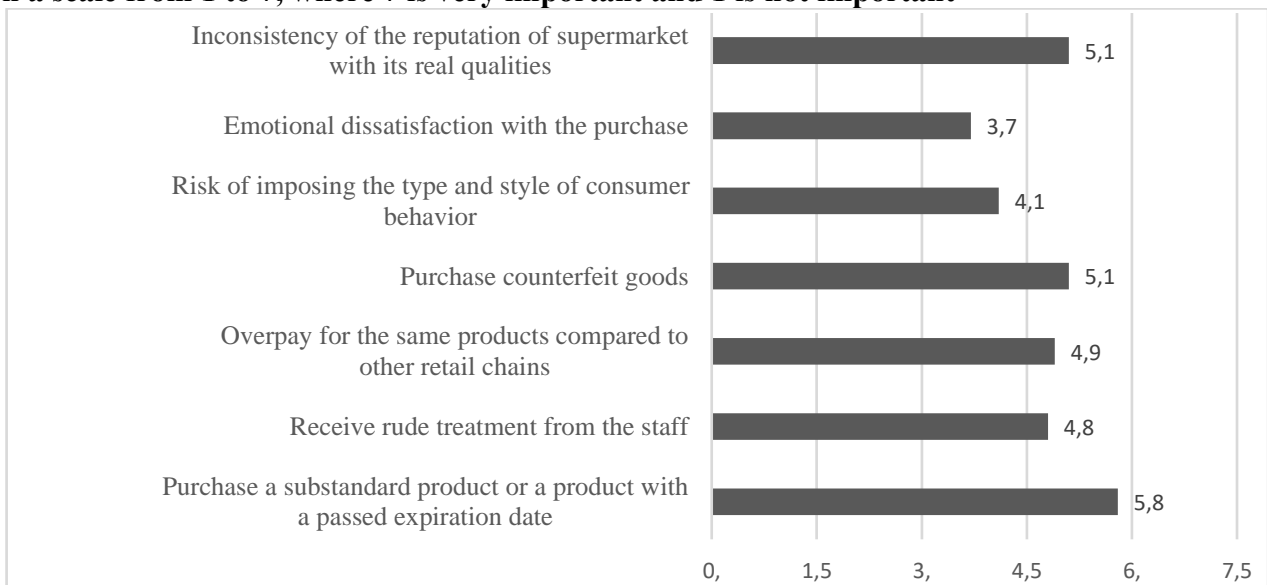 on a scale from 1 to 7, where 7 is very important and 1 is not important
Inconsistency of the reputation of supermarket
with its real qualities
5,1
Emotional dissatisfaction with the purchase
3,7
Risk of imposing the type and style of consumer
behavior
4,1
Purchase counterfeit goods
5,1
Overpay for the same products compared to
other retail chains
4,9
Receive rude treatment from the staff
4,8
Purchase a substandard product or a product with
a passed expiration date
5,8
0, 1,5 3, 4,5 6, 7,5